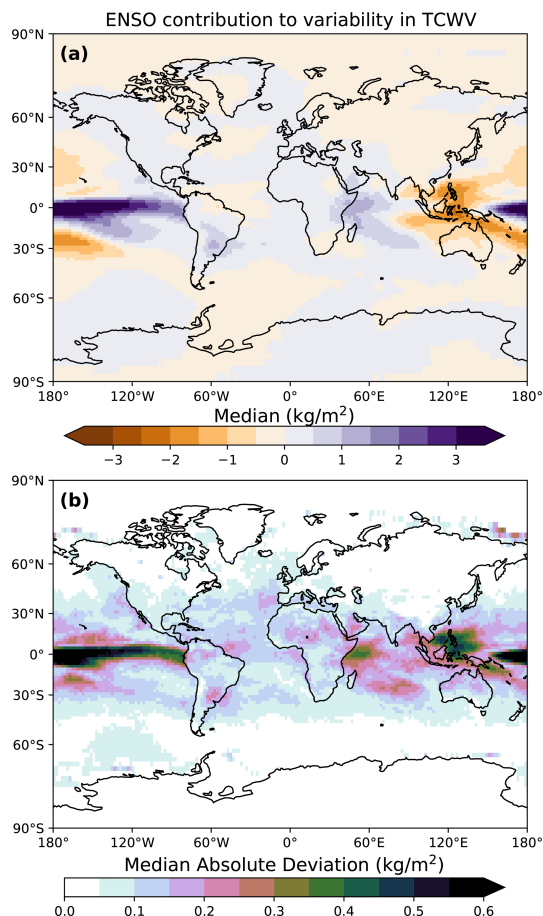 ENSO contribution to variability in TCWV
(a)
90°N
60°N
30°N
0°
30°S
60°S
90°S
180° 120°W 60°W 0° 60°E 120°E 180°
Median (kg/m²)
−3 −2 −1 0 1 2 3
(b)
90°N
60°N
30°N
0°
30°S
60°S
90°S
180° 120°W 60°W 0° 60°E 120°E 180°
Median Absolute Deviation (kg/m²)
0.0 0.1 0.2 0.3 0.4 0.5 0.6